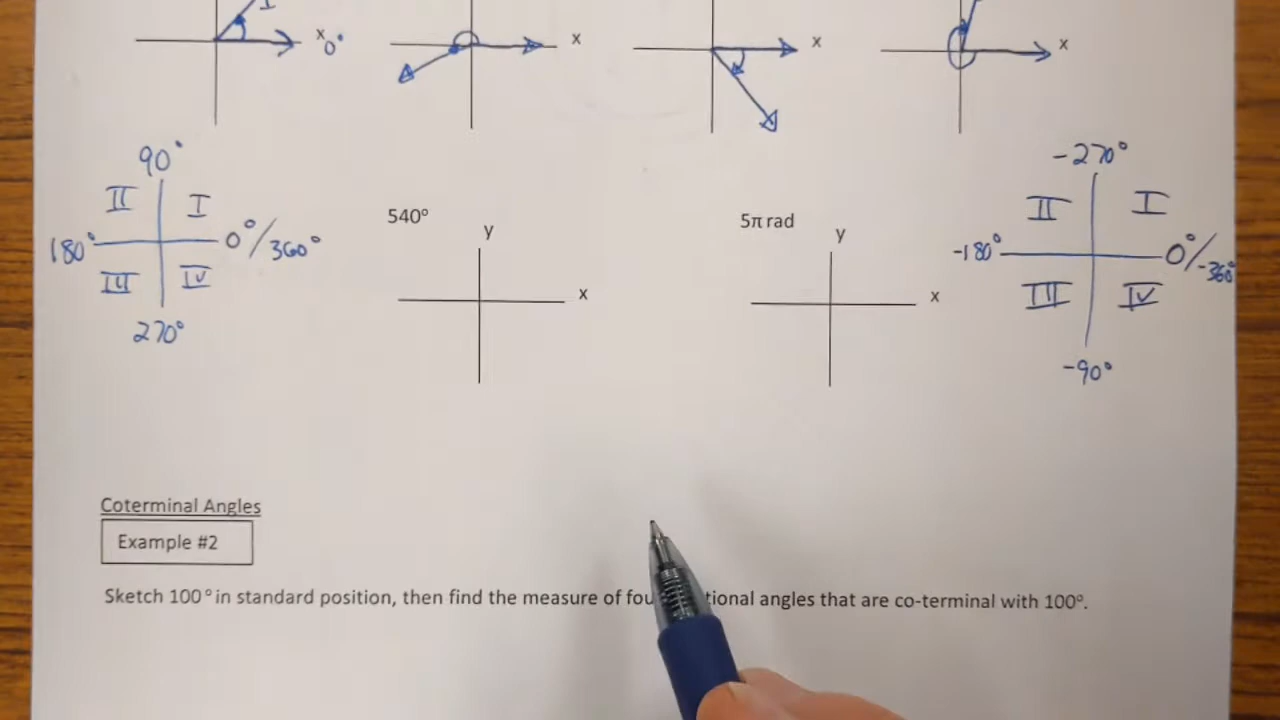 I
x 0°
x
x
x
90°
II I
180° 0°/360°
III IV
270°
540°
y
x
5π rad
y
x
-270°
II I
-180° 0°/-360°
III IV
-90°
Coterminal Angles
Example #2
Sketch 100° in standard position, then find the measure of angles that are co-terminal with 100°.